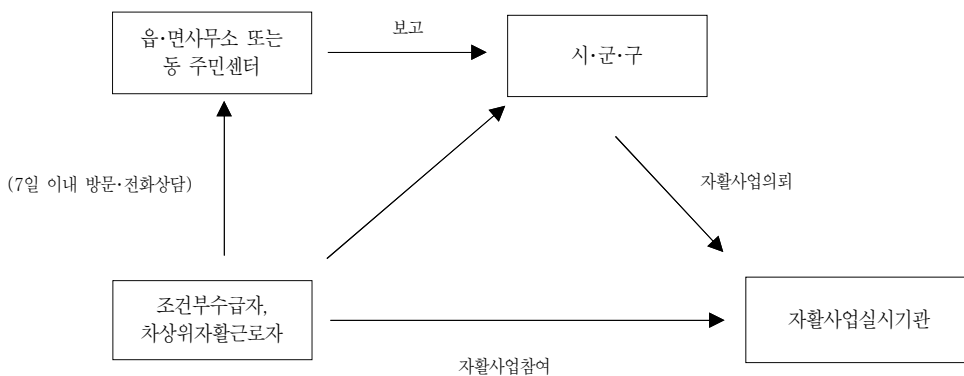 읍·면사무소 또는
동 주민센터
보고
시·군·구
(7일 이내 방문·전화상담)
자활사업의뢰
조건부수급자,
차상위자활근로자
자활사업실시기관
자활사업참여